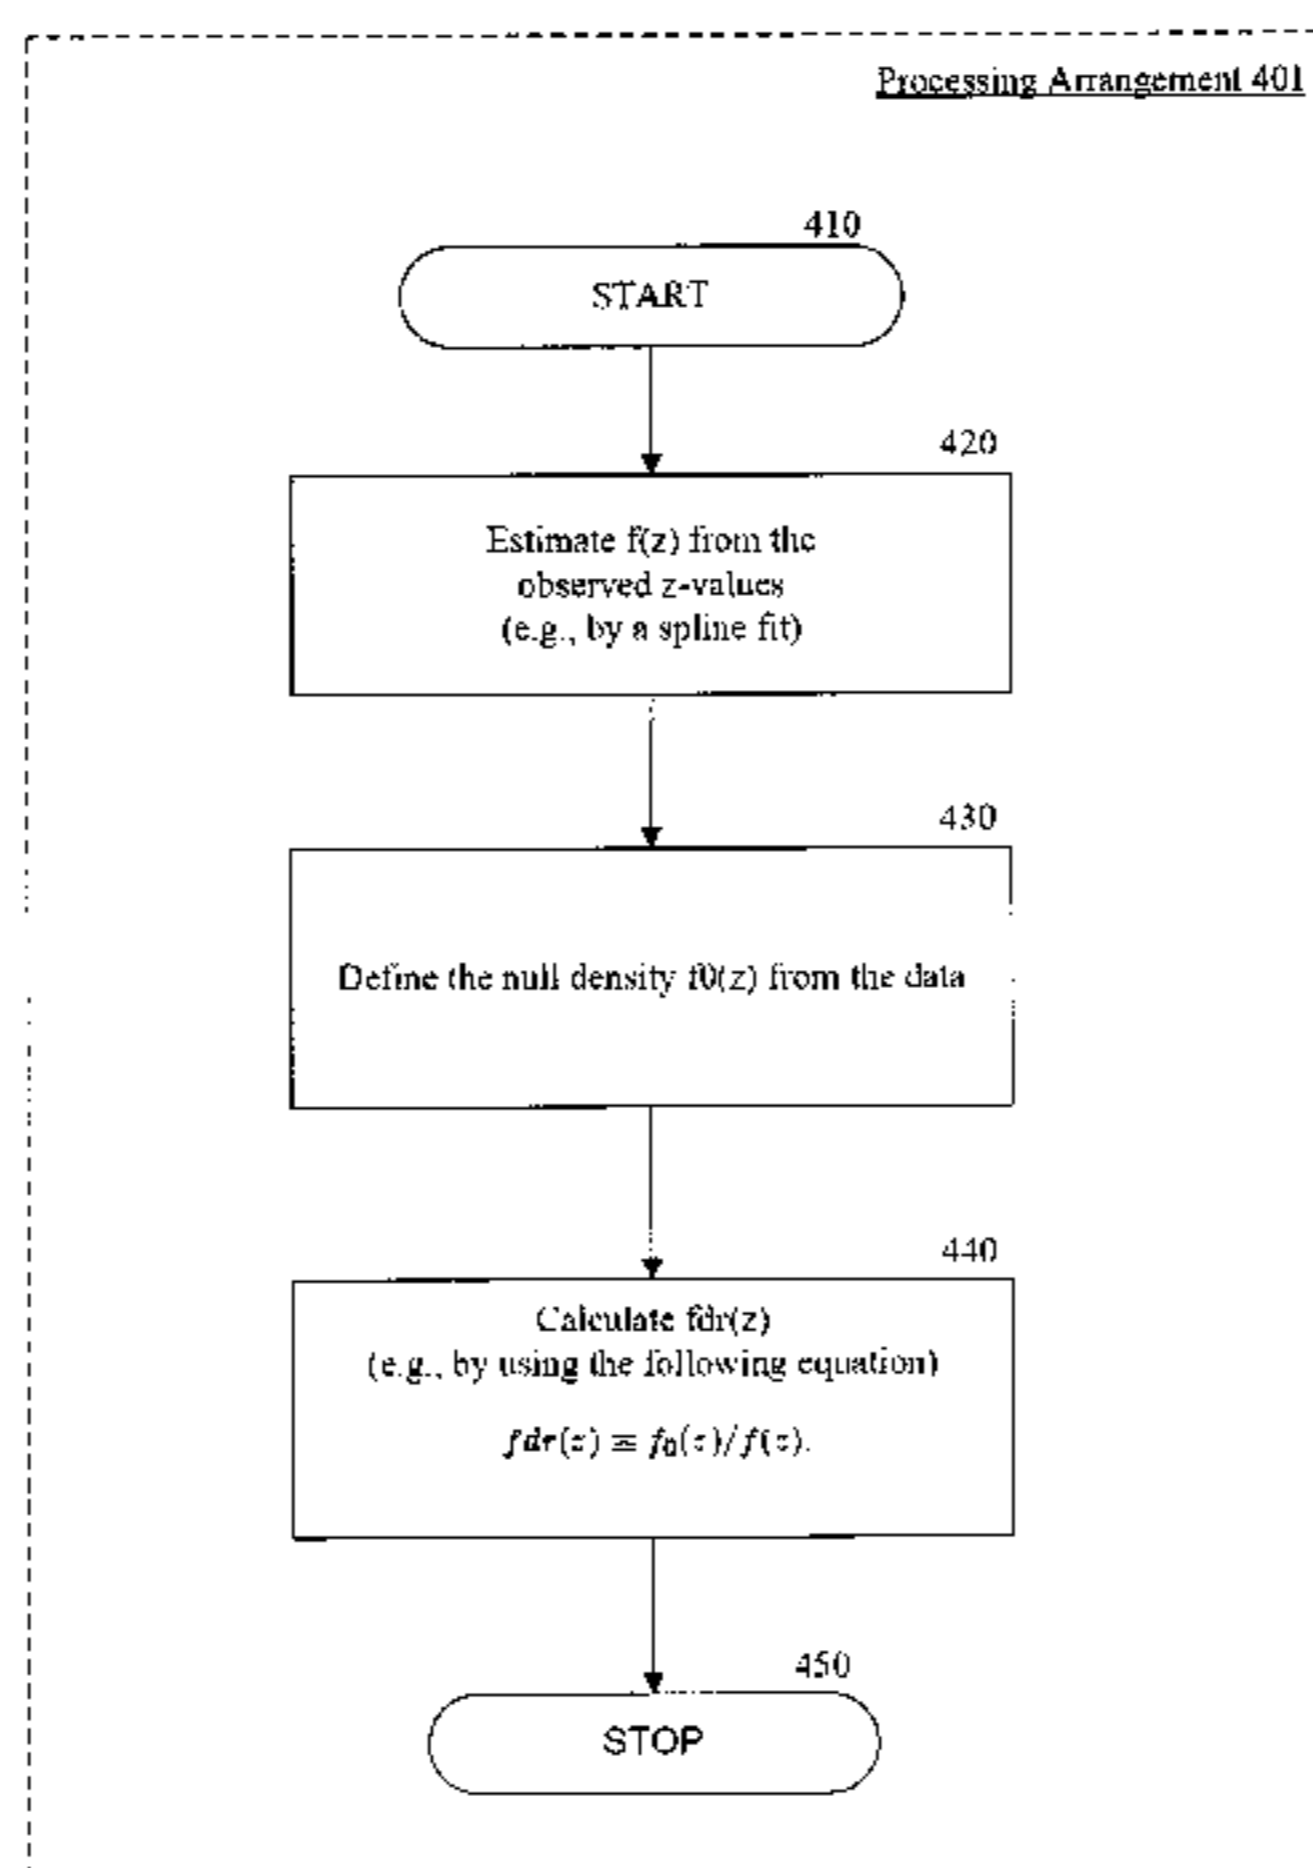 Processing Arrangement 401
410
START
420
Estimate f(z) from the
observed z-values
(e.g., by a spline fit)
430
Define the null density f0(z) from the data
440
Calculate fdr(z)
(e.g., by using the following equation)
fdr(z) ≡ f₀(z)/f(z).
450
STOP